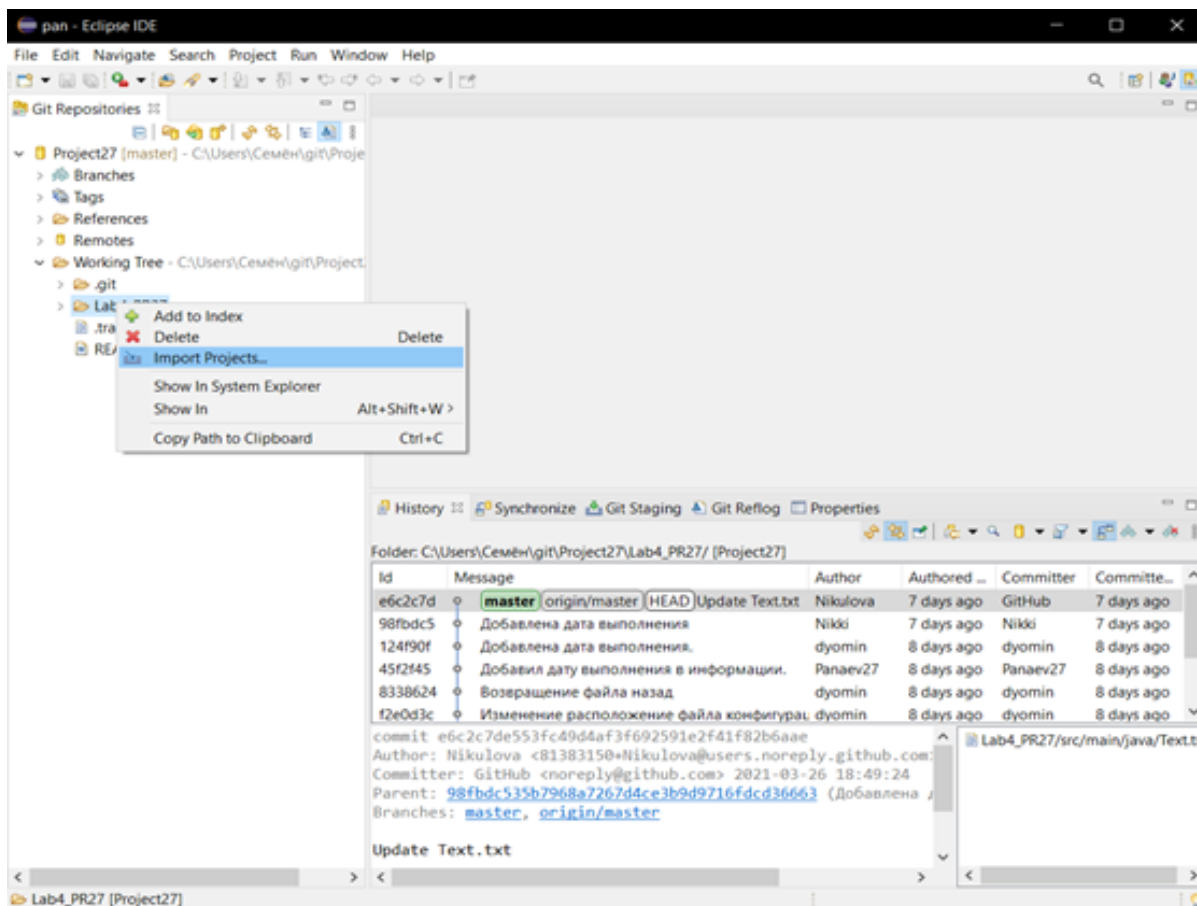 pan - Eclipse IDE
File Edit Navigate Search Project Run Window Help
Git Repositories
Project27 [master] - C:\Users\Семён\git\Proje
Branches
Tags
References
Remotes
Working Tree - C:\Users\Семён\git\Project
.git
Lab4_PR27
.tra
REA
Add to Index
Delete Delete
Import Projects...
Show In System Explorer
Show In Alt+Shift+W >
Copy Path to Clipboard Ctrl+C
History Synchronize Git Staging Git Reflog Properties
Folder: C:\Users\Семён\git\Project27\Lab4_PR27/ [Project27]
Id Message Author Authored ... Committer Committe...
e6c2c7d master origin/master HEAD Update Text.txt Nikulova 7 days ago GitHub 7 days ago
98fbdc5 Добавлена дата выполнения Nikki 7 days ago Nikki 7 days ago
124f90f Добавлена дата выполнения. dyomin 8 days ago dyomin 8 days ago
45f2f45 Добавил дату выполнения в информации. Panaev27 8 days ago Panaev27 8 days ago
8338624 Возвращение файла назад dyomin 8 days ago dyomin 8 days ago
f2e0d3c Изменение расположение файла конфигурац dyomin 8 days ago dyomin 8 days ago
commit e6c2c7de553fc49d4af3f692591e2f41f82b6aae
Author: Nikulova <81383150+Nikulova@users.noreply.github.com>
Committer: GitHub <noreply@github.com> 2021-03-26 18:49:24
Parent: 98fbdc535b7968a7267d4ce3b9d9716fdcd36663 (Добавлена д
Branches: master, origin/master
Update Text.txt
Lab4_PR27/src/main/java/Text.t
Lab4_PR27 [Project27]